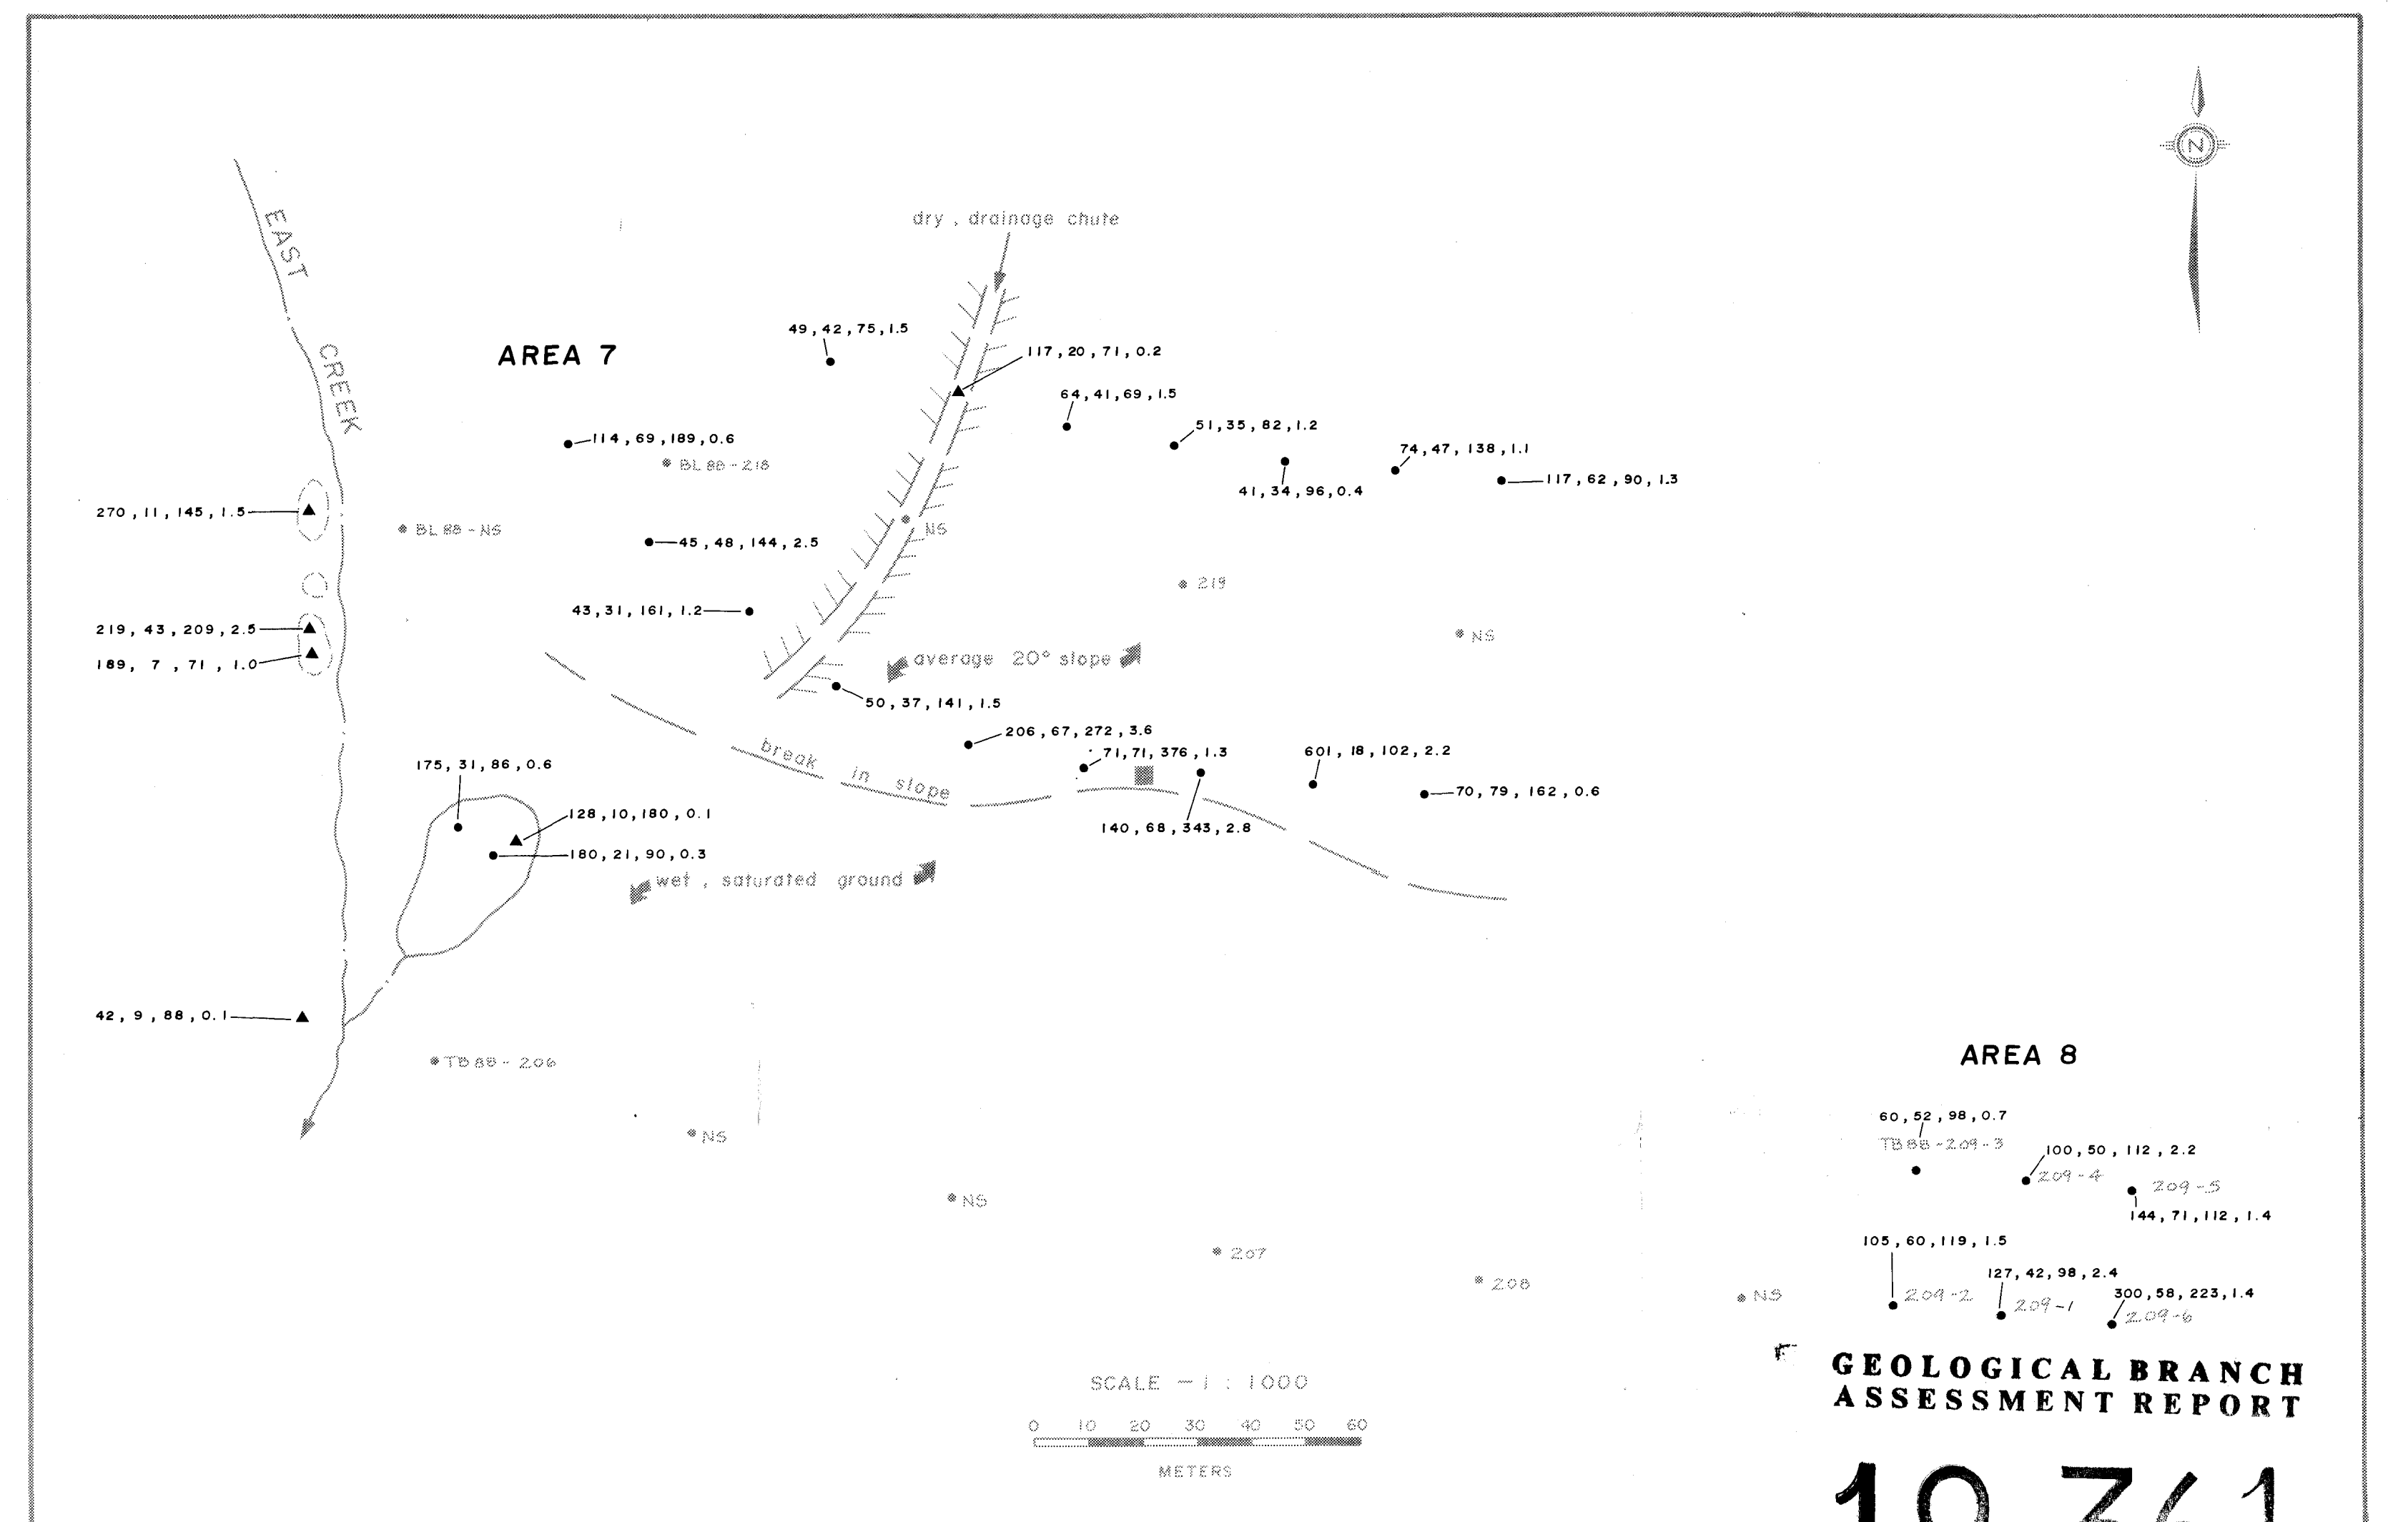 N
dry , drainage chute
EAST
CREEK
AREA 7
49, 42, 75, 1.5
117, 20, 71, 0.2
64, 41, 69, 1.5
51, 35, 82, 1.2
114, 69, 189, 0.6
74, 47, 138, 1.1
BL 88 - 218
117, 62, 90, 1.3
41, 34, 96, 0.4
270, 11, 145, 1.5
BL 88 - NS
NS
45, 48, 144, 2.5
219
43, 31, 161, 1.2
219, 43, 209, 2.5
NS
189, 7, 71, 1.0
average 20° slope
50, 37, 141, 1.5
206, 67, 272, 3.6
break in slope
71, 71, 376, 1.3
601, 18, 102, 2.2
175, 31, 86, 0.6
70, 79, 162, 0.6
128, 10, 180, 0.1
140, 68, 343, 2.8
180, 21, 90, 0.3
wet , saturated ground
42, 9, 88, 0.1
TB 88 - 206
AREA 8
60, 52, 98, 0.7
NS
TB 88 - 209 - 3
100, 50, 112, 2.2
209 - 4
209 - 5
NS
144, 71, 112, 1.4
105, 60, 119, 1.5
207
127, 42, 98, 2.4
208
NS
209 - 2
300, 58, 223, 1.4
209 - 1
209 - 6
GEOLOGICAL BRANCH
ASSESSMENT REPORT
SCALE - 1 : 1000
0 10 20 30 40 50 60
METERS